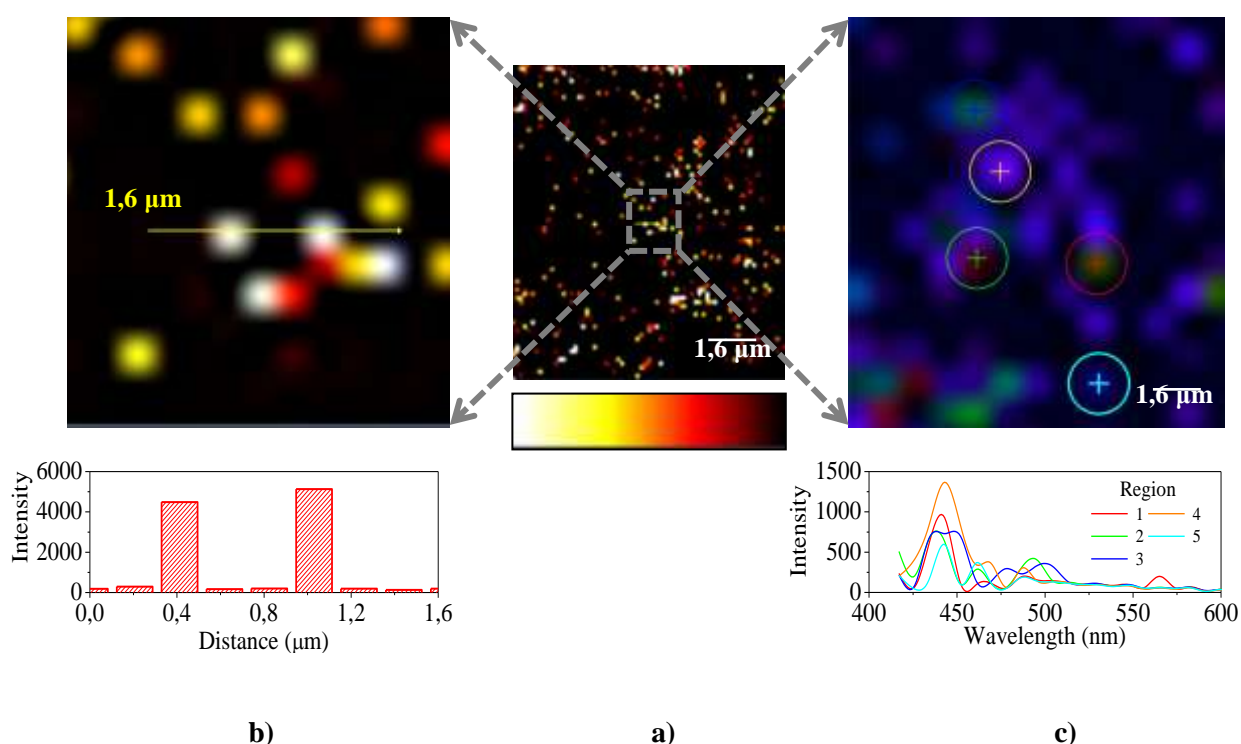 1,6 μm
1,6 μm
1,6 μm
6000
4000
2000
0
Intensity
0,0
0,4
0,8
1,2
1,6
Distance (μm)
1500
1000
500
0
Intensity
Region
1
4
2
5
3
400
450
500
550
600
Wavelength (nm)
b)
a)
c)